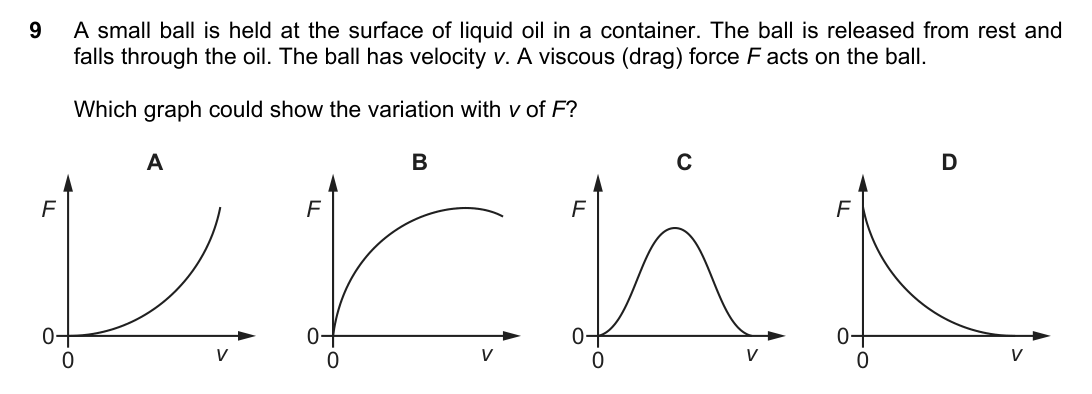 9 A small ball is held at the surface of liquid oil in a container. The ball is released from rest and
falls through the oil. The ball has velocity v. A viscous (drag) force F acts on the ball.
Which graph could show the variation with v of F?
A B C D
F F F F
0 0 0 0
0 v 0 v 0 v 0 v